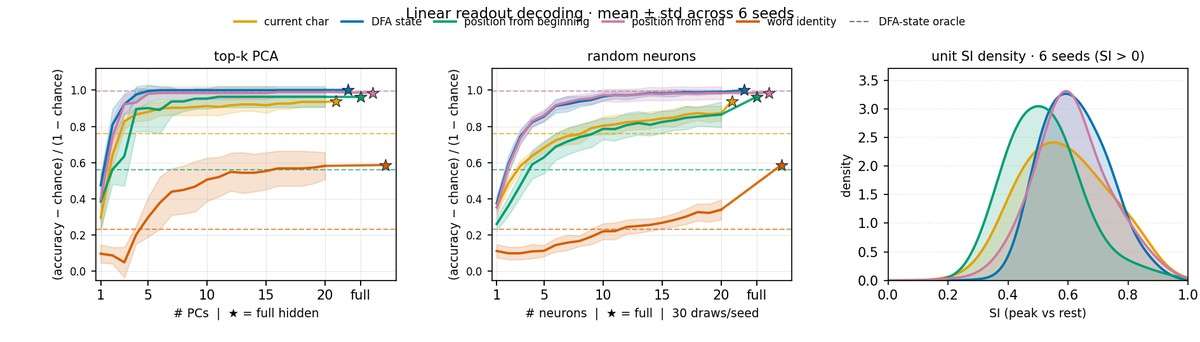 Linear readout decoding · mean ± std across 6 seeds
current char DFA state position from beginning position from end word identity DFA-state oracle
top-k PCA
(accuracy − chance) / (1 − chance)
1.0
0.8
0.6
0.4
0.2
0.0
1 5 10 15 20 full
# PCs | ★ = full hidden
random neurons
(accuracy − chance) / (1 − chance)
1.0
0.8
0.6
0.4
0.2
0.0
1 5 10 15 20 full
# neurons | ★ = full | 30 draws/seed
unit SI density · 6 seeds (SI > 0)
density
3.5
3.0
2.5
2.0
1.5
1.0
0.5
0.0
0.0 0.2 0.4 0.6 0.8 1.0
SI (peak vs rest)